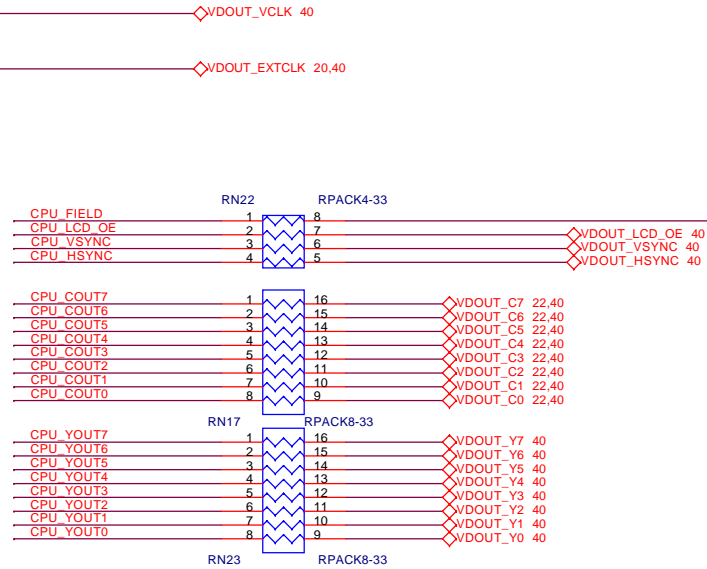 VDOUT_VCLK 40
VDOUT_EXTCLK 20,40
RN22 RPACK4-33
CPU_FIELD 1 8
CPU_LCD_OE 2 7 VDOUT_LCD_OE 40
CPU_VSYNC 3 6 VDOUT_VSYNC 40
CPU_HSYNC 4 5 VDOUT_HSYNC 40
CPU_COUT7 1 16 VDOUT_C7 22,40
CPU_COUT6 2 15 VDOUT_C6 22,40
CPU_COUT5 3 14 VDOUT_C5 22,40
CPU_COUT4 4 13 VDOUT_C4 22,40
CPU_COUT3 5 12 VDOUT_C3 22,40
CPU_COUT2 6 11 VDOUT_C2 22,40
CPU_COUT1 7 10 VDOUT_C1 22,40
CPU_COUT0 8 9 VDOUT_C0 22,40
RN17 RPACK8-33
CPU_YOUT7 1 16 VDOUT_Y7 40
CPU_YOUT6 2 15 VDOUT_Y6 40
CPU_YOUT5 3 14 VDOUT_Y5 40
CPU_YOUT4 4 13 VDOUT_Y4 40
CPU_YOUT3 5 12 VDOUT_Y3 40
CPU_YOUT2 6 11 VDOUT_Y2 40
CPU_YOUT1 7 10 VDOUT_Y1 40
CPU_YOUT0 8 9 VDOUT_Y0 40
RN23 RPACK8-33